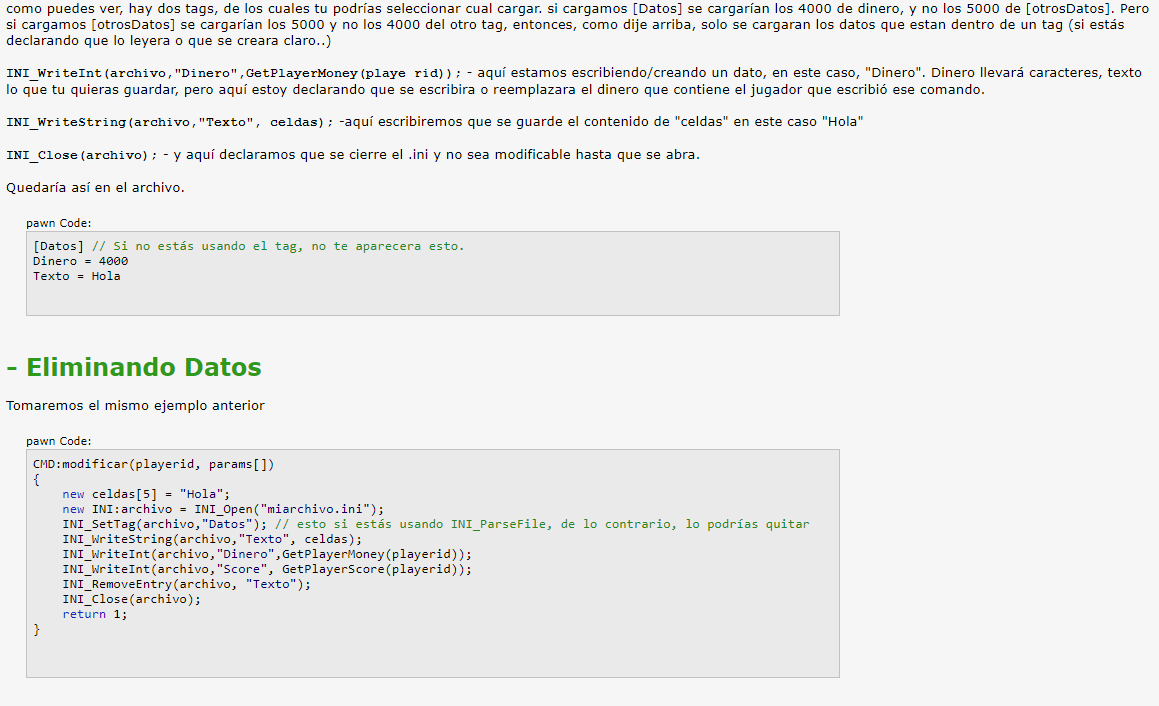 como puedes ver, hay dos tags, de los cuales tu podrías seleccionar cual cargar. si cargamos [Datos] se cargarían los 4000 de dinero, y no los 5000 de [otrosDatos]. Pero
si cargamos [otrosDatos] se cargarían los 5000 y no los 4000 del otro tag, entonces, como dije arriba, solo se cargaran los datos que estan dentro de un tag (si estás
declarando que lo leyera o que se creara claro..)
INI_WriteInt(archivo,"Dinero",GetPlayerMoney(playe rid)); - aquí estamos escribiendo/creando un dato, en este caso, "Dinero". Dinero llevará caracteres, texto
lo que tu quieras guardar, pero aquí estoy declarando que se escribira o reemplazara el dinero que contiene el jugador que escribió ese comando.
INI_WriteString(archivo,"Texto", celdas); -aquí escribiremos que se guarde el contenido de "celdas" en este caso "Hola"
INI_Close(archivo); - y aquí declaramos que se cierre el .ini y no sea modificable hasta que se abra.
Quedaría así en el archivo.
pawn Code:
[Datos] // Si no estás usando el tag, no te aparecera esto.
Dinero = 4000
Texto = Hola
- Eliminando Datos
Tomaremos el mismo ejemplo anterior
pawn Code:
CMD:modificar(playerid, params[])
{
    new celdas[5] = "Hola";
    new INI:archivo = INI_Open("miarchivo.ini");
    INI_SetTag(archivo,"Datos"); // esto si estás usando INI_ParseFile, de lo contrario, lo podrías quitar
    INI_WriteString(archivo,"Texto", celdas);
    INI_WriteInt(archivo,"Dinero",GetPlayerMoney(playerid));
    INI_WriteInt(archivo,"Score", GetPlayerScore(playerid));
    INI_RemoveEntry(archivo, "Texto");
    INI_Close(archivo);
    return 1;
}